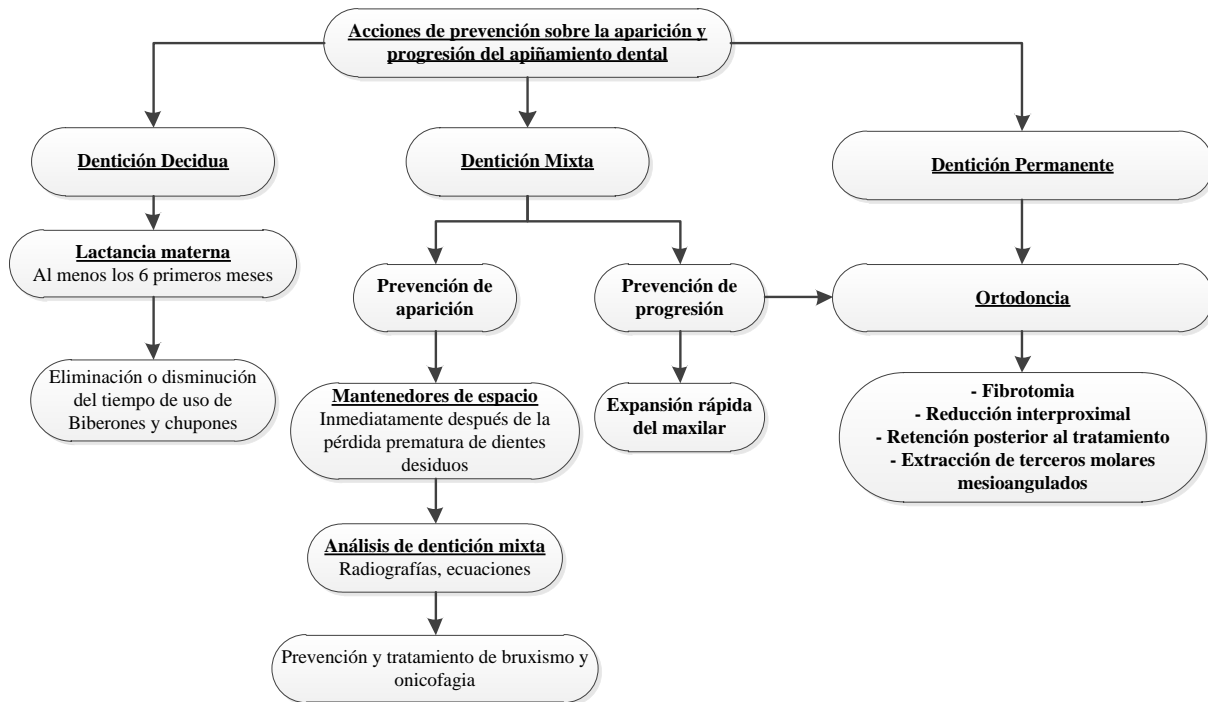 Acciones de prevención sobre la aparición y
progresión del apiñamiento dental
Dentición Decidua
Dentición Mixta
Dentición Permanente
Lactancia materna
Al menos los 6 primeros meses
Eliminación o disminución
del tiempo de uso de
Biberones y chupones
Prevención de
aparición
Prevención de
progresión
Ortodoncia
Mantenedores de espacio
Inmediatamente después de la
pérdida prematura de dientes
desiduos
Expansión rápida
del maxilar
- Fibrotomia
- Reducción interproximal
- Retención posterior al tratamiento
- Extracción de terceros molares
mesioangulados
Análisis de dentición mixta
Radiografías, ecuaciones
Prevención y tratamiento de bruxismo y
onicofagia